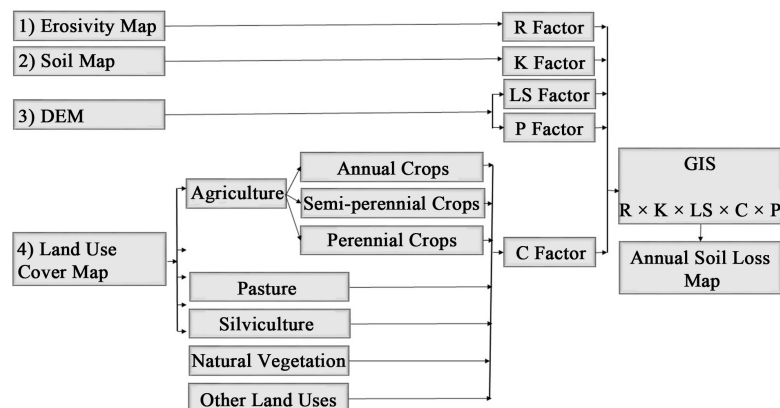 1) Erosivity Map
R Factor
2) Soil Map
K Factor
LS Factor
3) DEM
P Factor
Annual Crops
Agriculture
Semi-perennial Crops
Perennial Crops
4) Land Use
Cover Map
C Factor
Pasture
Silviculture
Natural Vegetation
Other Land Uses
GIS
R × K × LS × C × P
Annual Soil Loss
Map